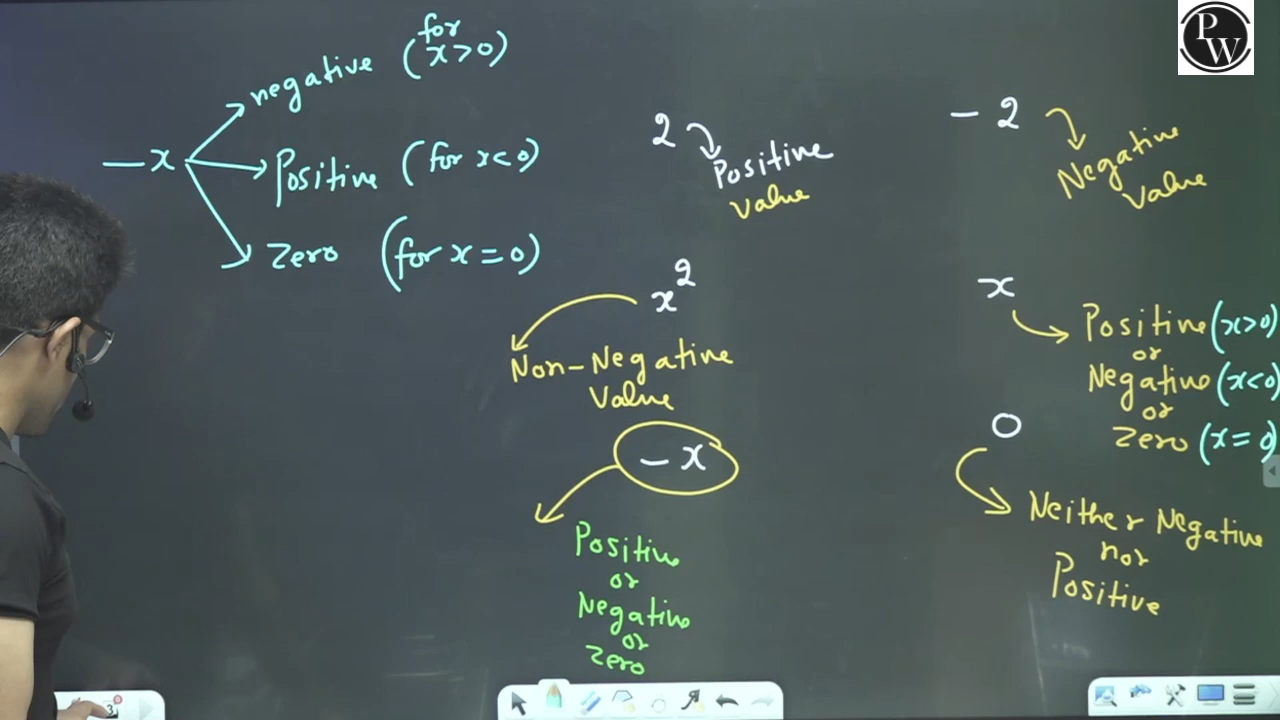 PW
for
negative (x>0)
-x
Positive (for x<0)
Zero (for x=0)
2
Positive
Value
-2
Negative
Value
x²
Non-Negative
Value
x
Positive (x>0)
or
Negative (x<0)
or
Zero (x=0)
-x
Positive
or
Negative
or
Zero
0
Neither Negative
nor
Positive
3